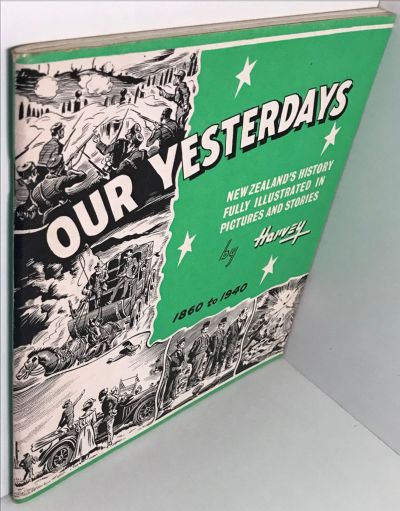 OUR YESTERDAYS
NEW ZEALAND'S HISTORY
FULLY ILLUSTRATED IN
PICTURES AND STORIES
by Harvey
1860 to 1940